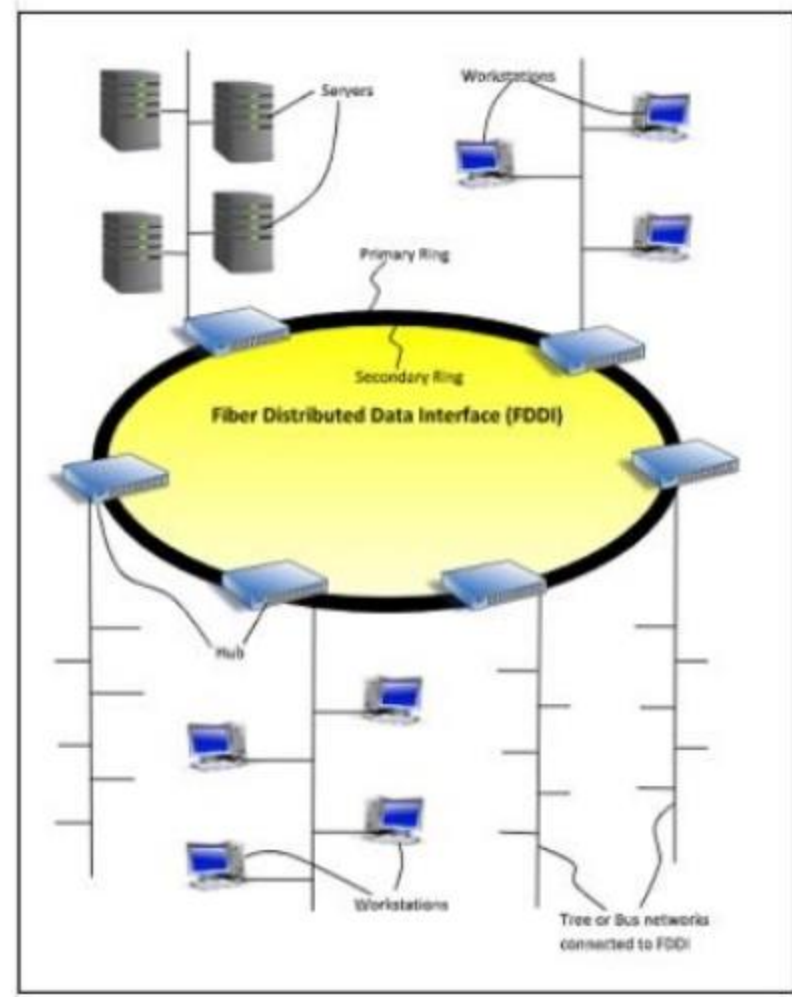 Servers
Workstations
Primary Ring
Secondary Ring
Fiber Distributed Data Interface (FDDI)
Hub
Workstations
Tree or Bus networks
connected to FDDI